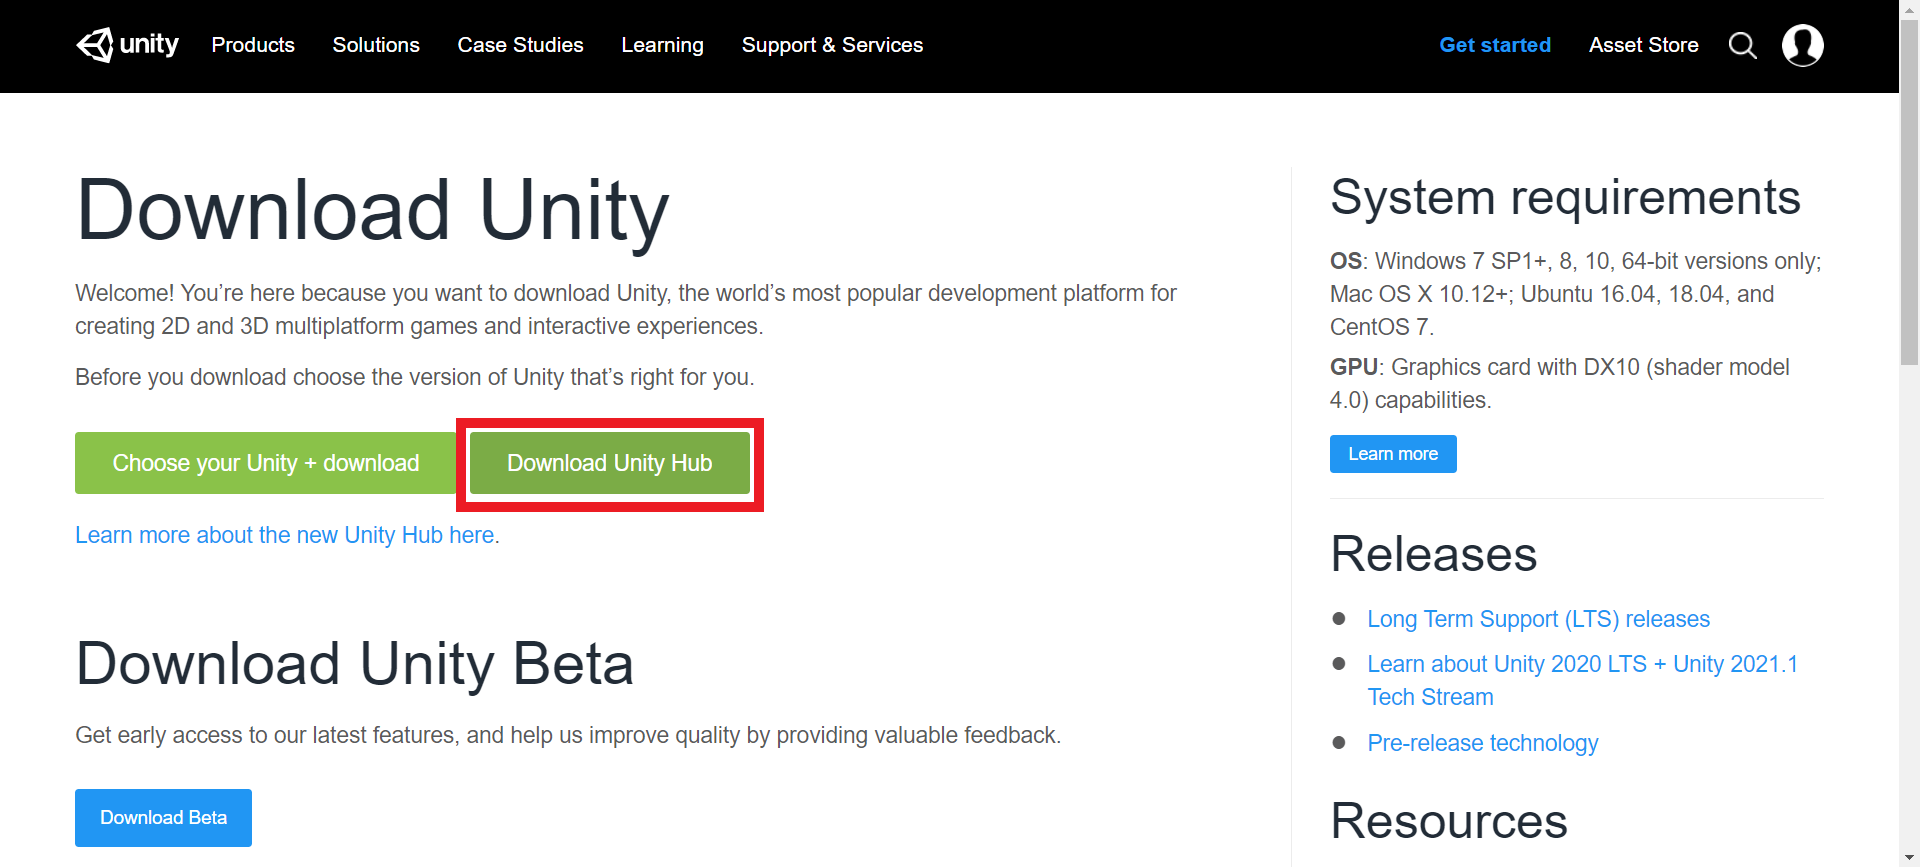 unity Products Solutions Case Studies Learning Support & Services Get started Asset Store
Download Unity
Welcome! You’re here because you want to download Unity, the world’s most popular development platform for
creating 2D and 3D multiplatform games and interactive experiences.
Before you download choose the version of Unity that’s right for you.
Choose your Unity + download
Download Unity Hub
Learn more about the new Unity Hub here.
Download Unity Beta
Get early access to our latest features, and help us improve quality by providing valuable feedback.
Download Beta
System requirements
OS: Windows 7 SP1+, 8, 10, 64-bit versions only;
Mac OS X 10.12+; Ubuntu 16.04, 18.04, and
CentOS 7.
GPU: Graphics card with DX10 (shader model
4.0) capabilities.
Learn more
Releases
Long Term Support (LTS) releases
Learn about Unity 2020 LTS + Unity 2021.1
Tech Stream
Pre-release technology
Resources